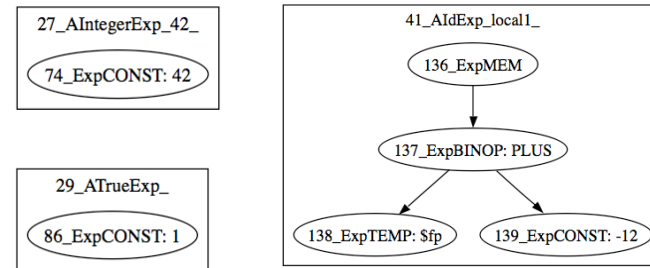 27_AIntegerExp_42_
74_ExpCONST: 42
29_ATrueExp_
86_ExpCONST: 1
41_AIdExp_local1_
136_ExpMEM
137_ExpBINOP: PLUS
138_ExpTEMP: $fp
139_ExpCONST: -12